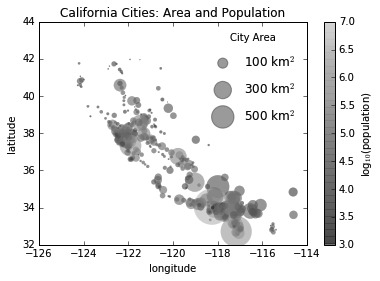 California Cities: Area and Population
44
42
40
38
36
34
32
latitude
−126
−124
−122
−120
−118
−116
−114
longitude
City Area
100 km²
300 km²
500 km²
7.0
6.5
6.0
5.5
5.0
4.5
4.0
3.5
3.0
log₁₀(population)